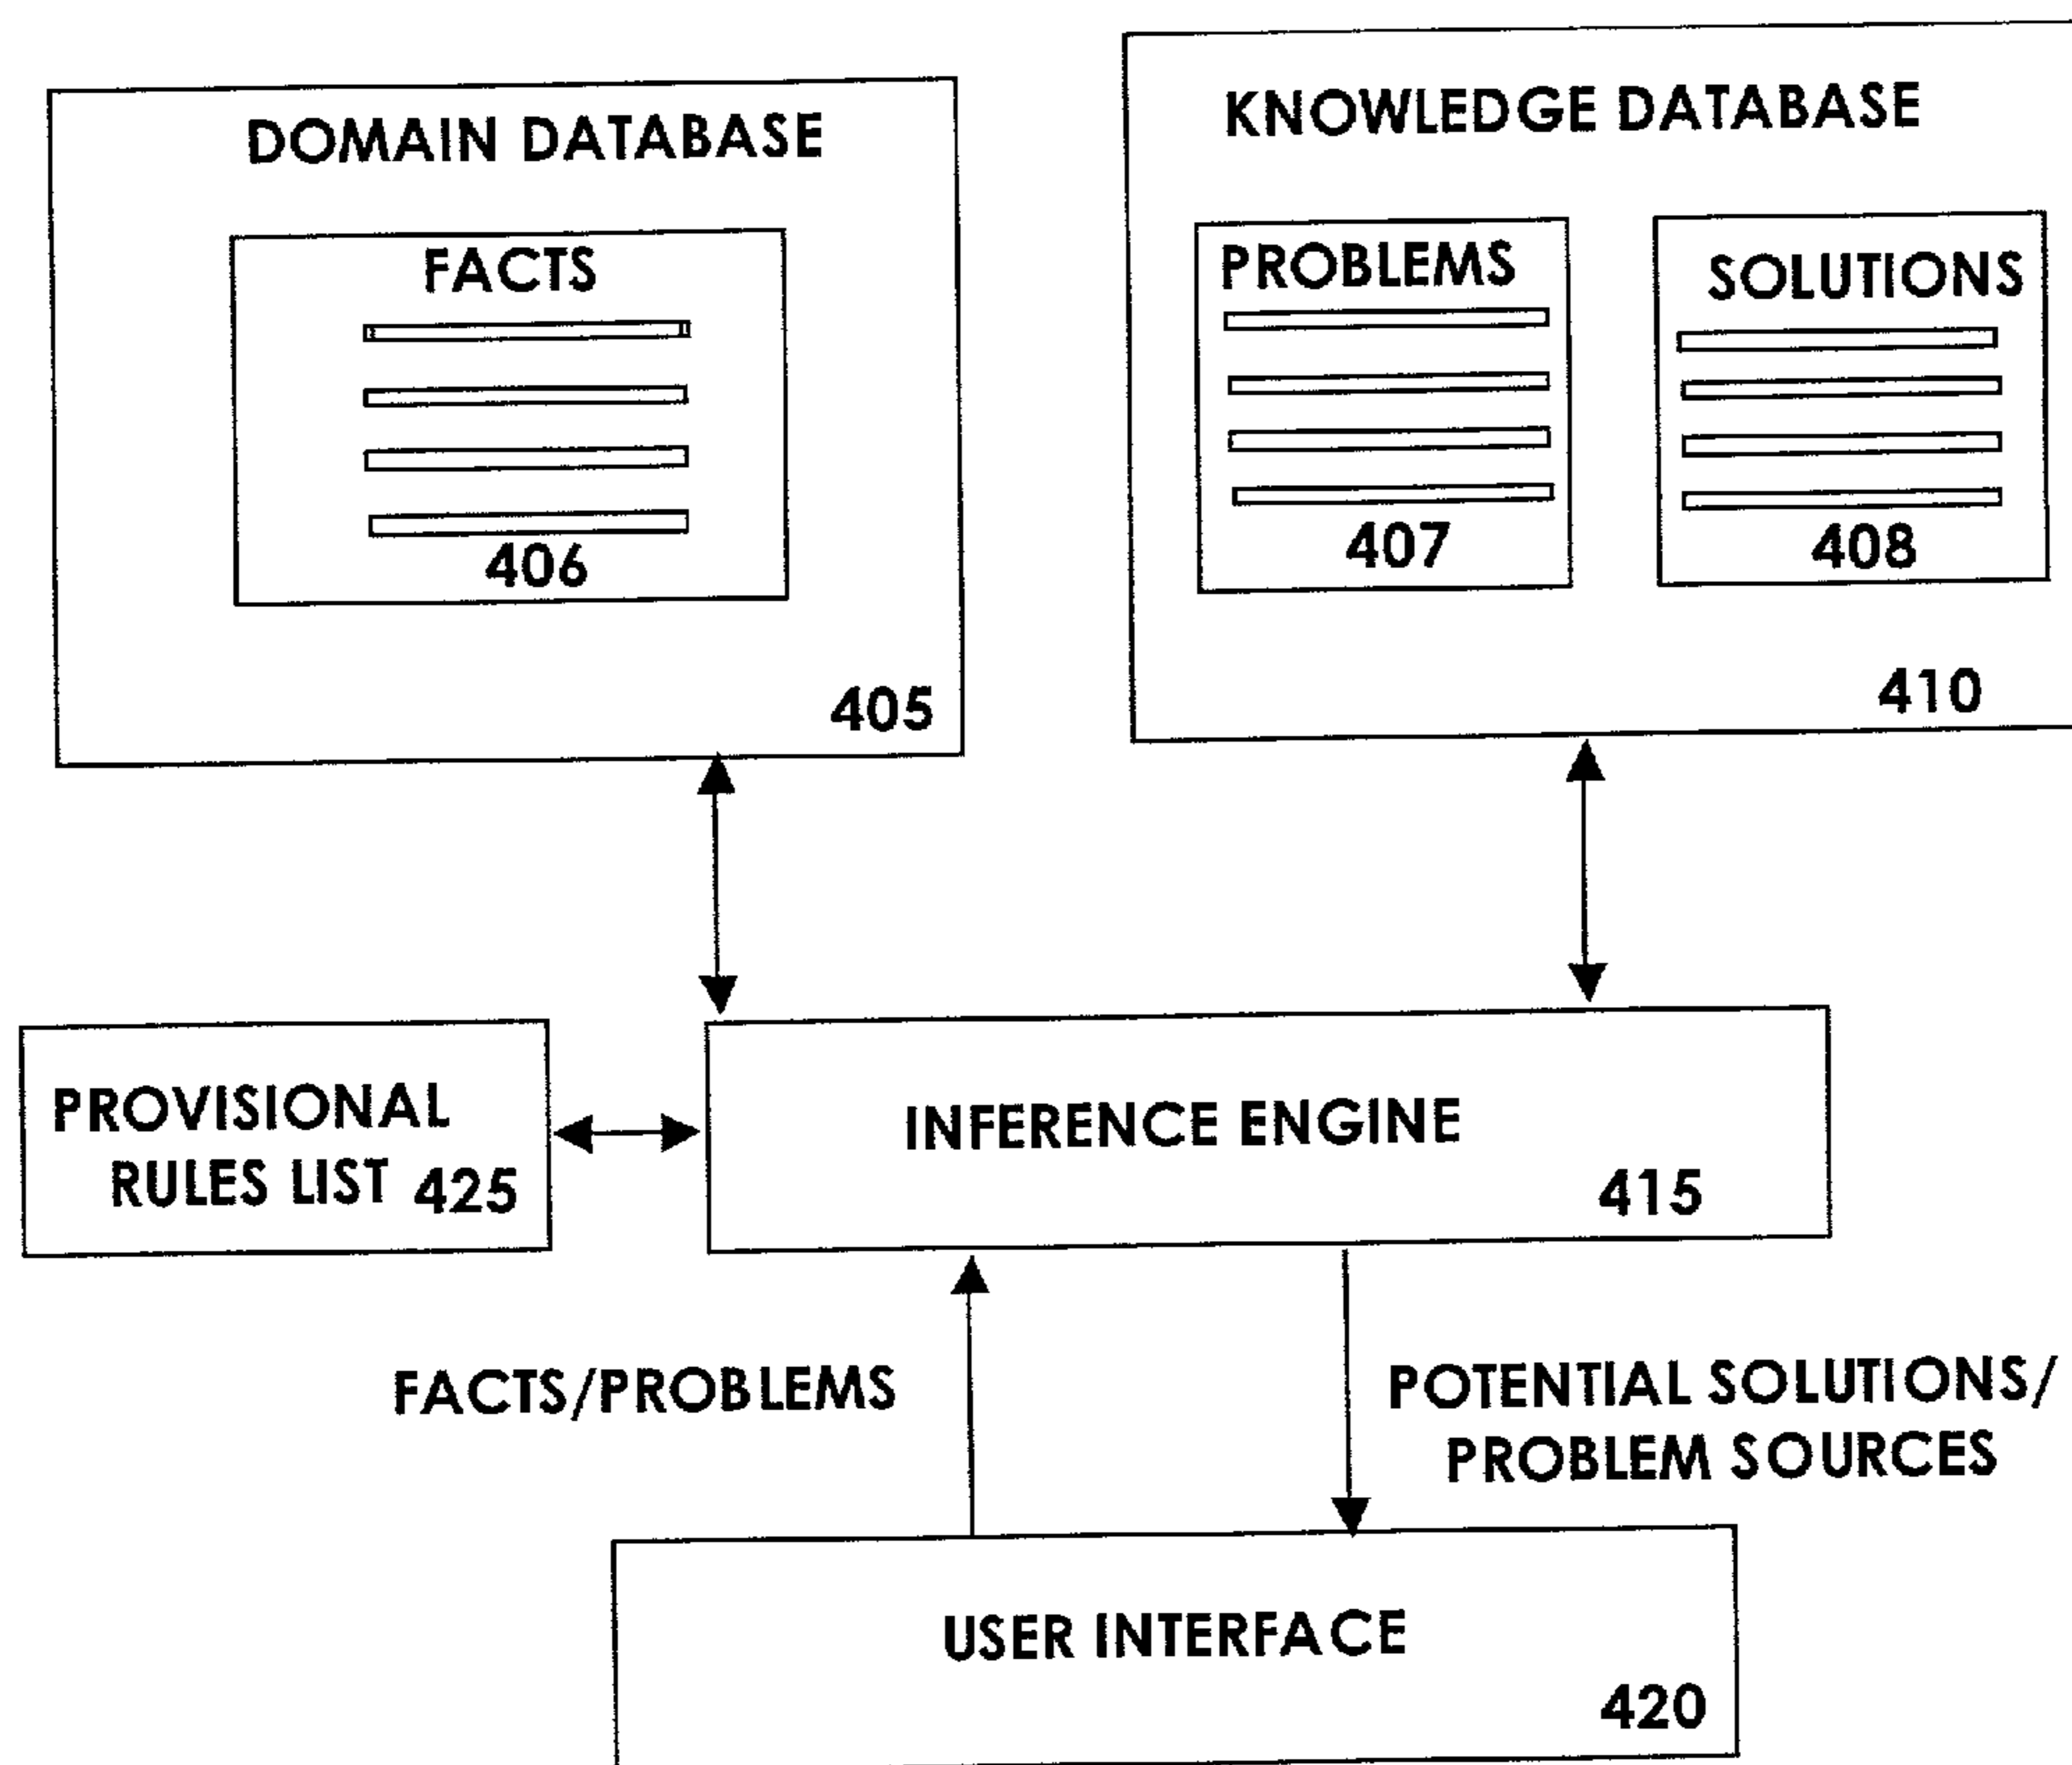 DOMAIN DATABASE
FACTS
406
405
KNOWLEDGE DATABASE
PROBLEMS
407
SOLUTIONS
408
410
PROVISIONAL
RULES LIST 425
INFERENCE ENGINE
415
FACTS/PROBLEMS
POTENTIAL SOLUTIONS/
PROBLEM SOURCES
USER INTERFACE
420